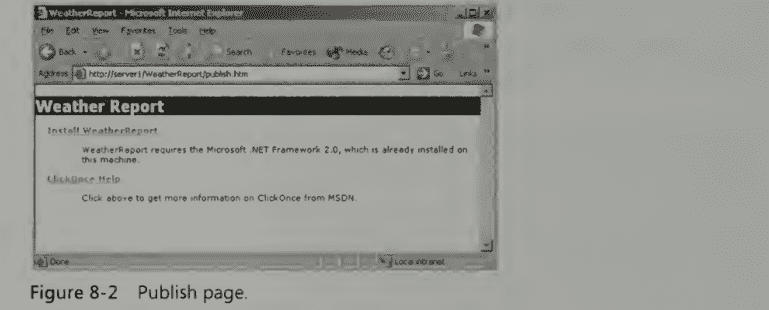 WeatherReport - Microsoft Internet Explorer
File Edit View Favorites Tools Help
Back Search Favorites Media
Address http://server1/WeatherReport/publish.htm Go Links
Weather Report
Install WeatherReport
WeatherReport requires the Microsoft .NET Framework 2.0, which is already installed on
this machine.
ClickOnce Help
Click above to get more information on ClickOnce from MSDN.
Done Local intranet
Figure 8-2 Publish page.